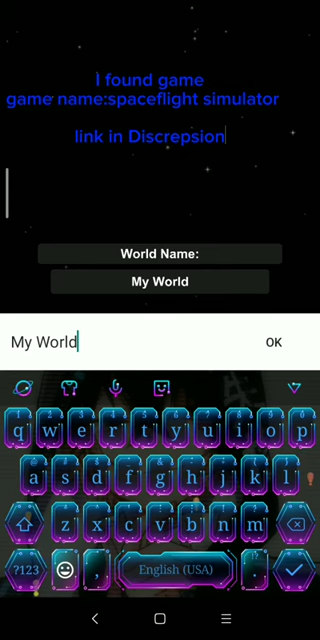 I found game
game name:spaceflight simulator
link in Discrepsion
World Name:
My World
My World
OK
q w e r t y u i o p
a s d f g h j k l
z x c v b n m
?123 , English (USA) .